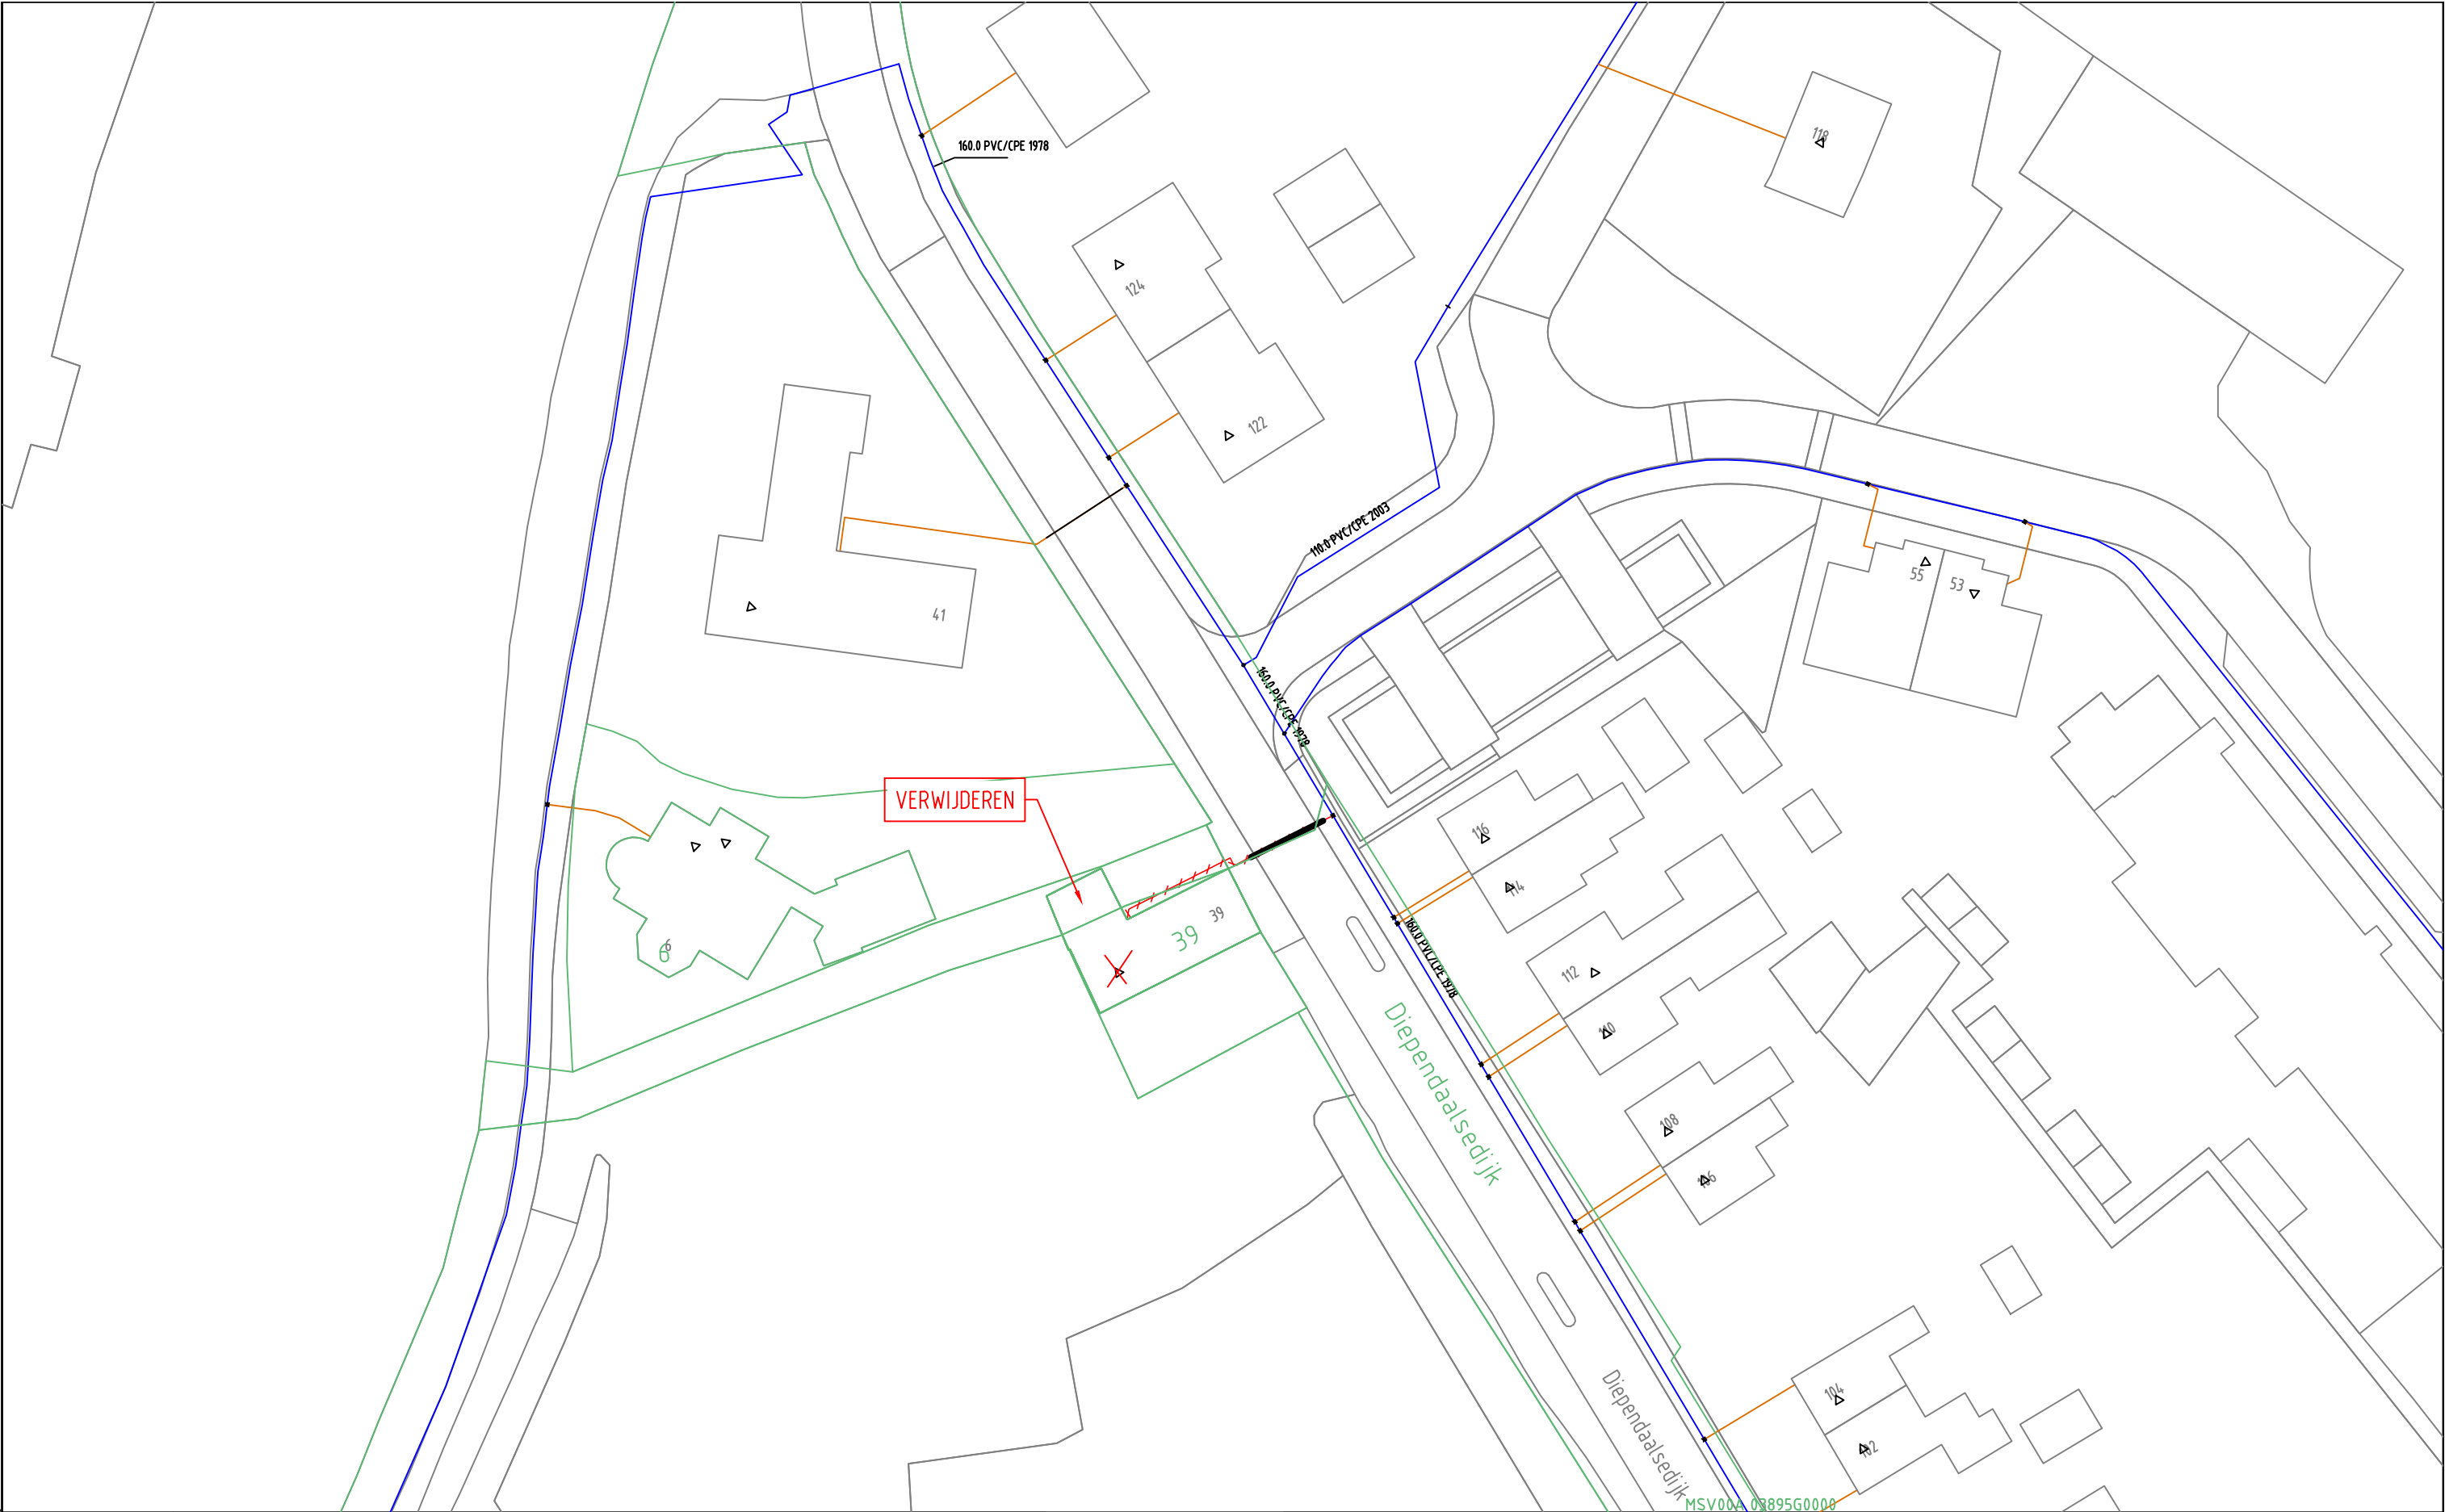 118
160.0 PVC/CPE 1978
124
122
110.0 PVC/CPE 2003
55
53
41
160.0 PVC/CPE 1978
VERWIJDEREN
116
114
39
39
160.0 PVC/CPE 1978
6
6
112
110
Diependaalsedijk
108
106
Diependaalsedijk
104
102
MSV00A 03895G0000